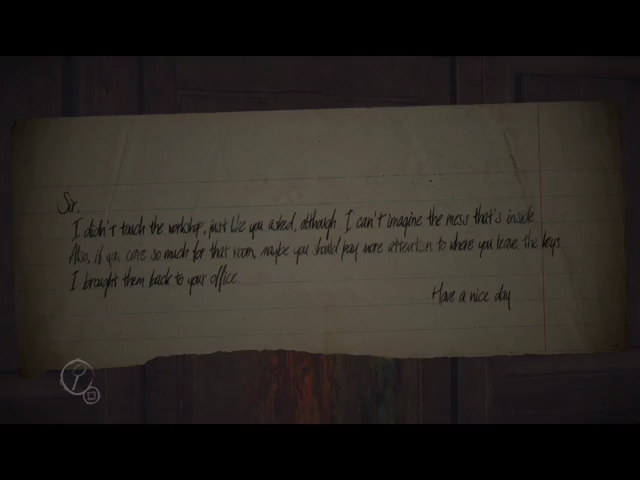 Sir,
I didn't touch the workshop, just like you asked, although I can't imagine the mess that's inside.
Also, if you care so much for that room, maybe you should pay more attention to where you leave the keys
I brought them back to your office.
Have a nice day